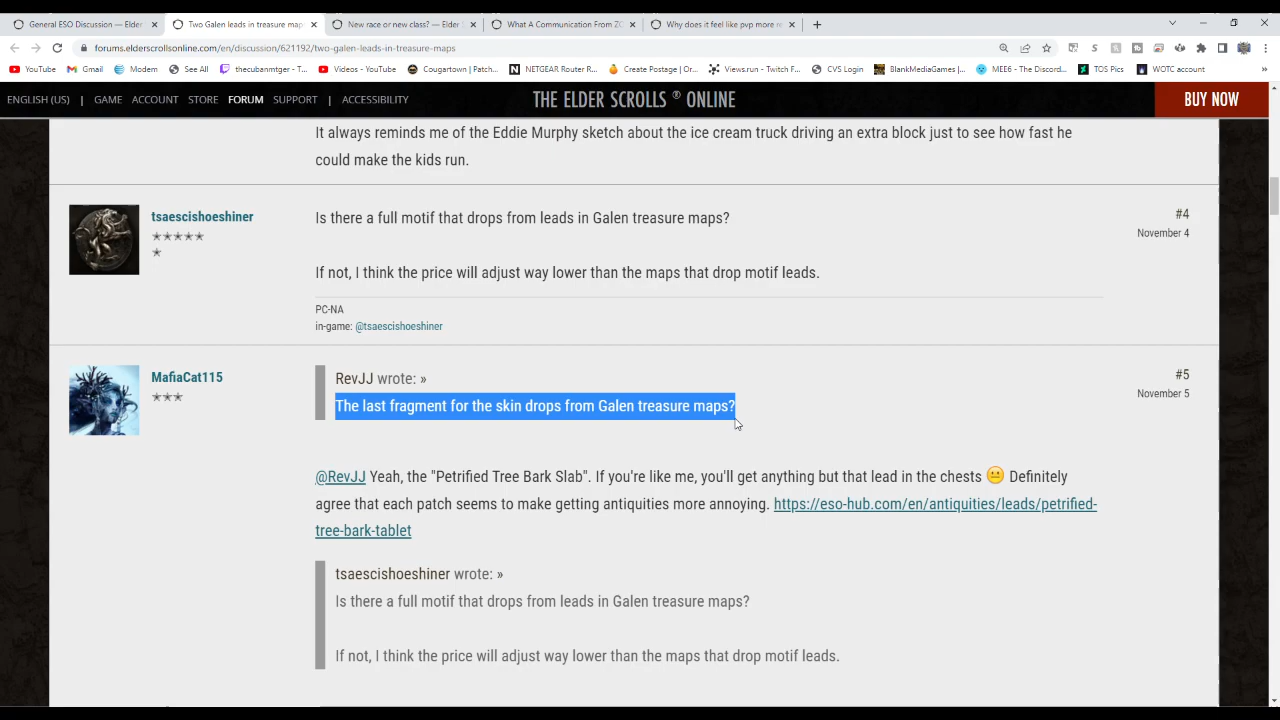 General ESO Discussion — Elder
Two Galen leads in treasure map
New race or new class? — Elder S
What A Communication From ZO
Why does it feel like pvp more re
forums.elderscrollsonline.com/en/discussion/621192/two-galen-leads-in-treasure-maps
YouTube
Gmail
Modem
See All
thecubanmtger - T...
Videos - YouTube
Cougartown | Patch...
NETGEAR Router R...
Create Postage | Or...
Views.run - Twitch F...
CVS Login
BlankMediaGames |...
MEE6 - The Discord...
TOS Pics
WOTC account
»
ENGLISH (US) | GAME ACCOUNT STORE FORUM SUPPORT | ACCESSIBILITY
THE ELDER SCROLLS ® ONLINE
BUY NOW
It always reminds me of the Eddie Murphy sketch about the ice cream truck driving an extra block just to see how fast he
could make the kids run.
tsaescishoeshiner
Is there a full motif that drops from leads in Galen treasure maps?
#4
November 4
If not, I think the price will adjust way lower than the maps that drop motif leads.
PC-NA
in-game: @tsaescishoeshiner
MafiaCat115
RevJJ wrote: »
#5
November 5
The last fragment for the skin drops from Galen treasure maps?
@RevJJ Yeah, the "Petrified Tree Bark Slab". If you're like me, you'll get anything but that lead in the chests 😐 Definitely
agree that each patch seems to make getting antiquities more annoying. https://eso-hub.com/en/antiquities/leads/petrified-
tree-bark-tablet
tsaescishoeshiner wrote: »
Is there a full motif that drops from leads in Galen treasure maps?
If not, I think the price will adjust way lower than the maps that drop motif leads.